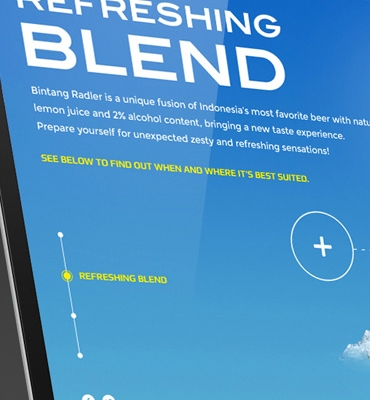 REFRESHING
BLEND
Bintang Radler is a unique fusion of Indonesia's most favorite beer with
lemon juice and 2% alcohol content, bringing a new taste experience.
Prepare yourself for unexpected zesty and refreshing sensations!
SEE BELOW TO FIND OUT WHEN AND WHERE IT'S BEST SUITED.
REFRESHING BLEND